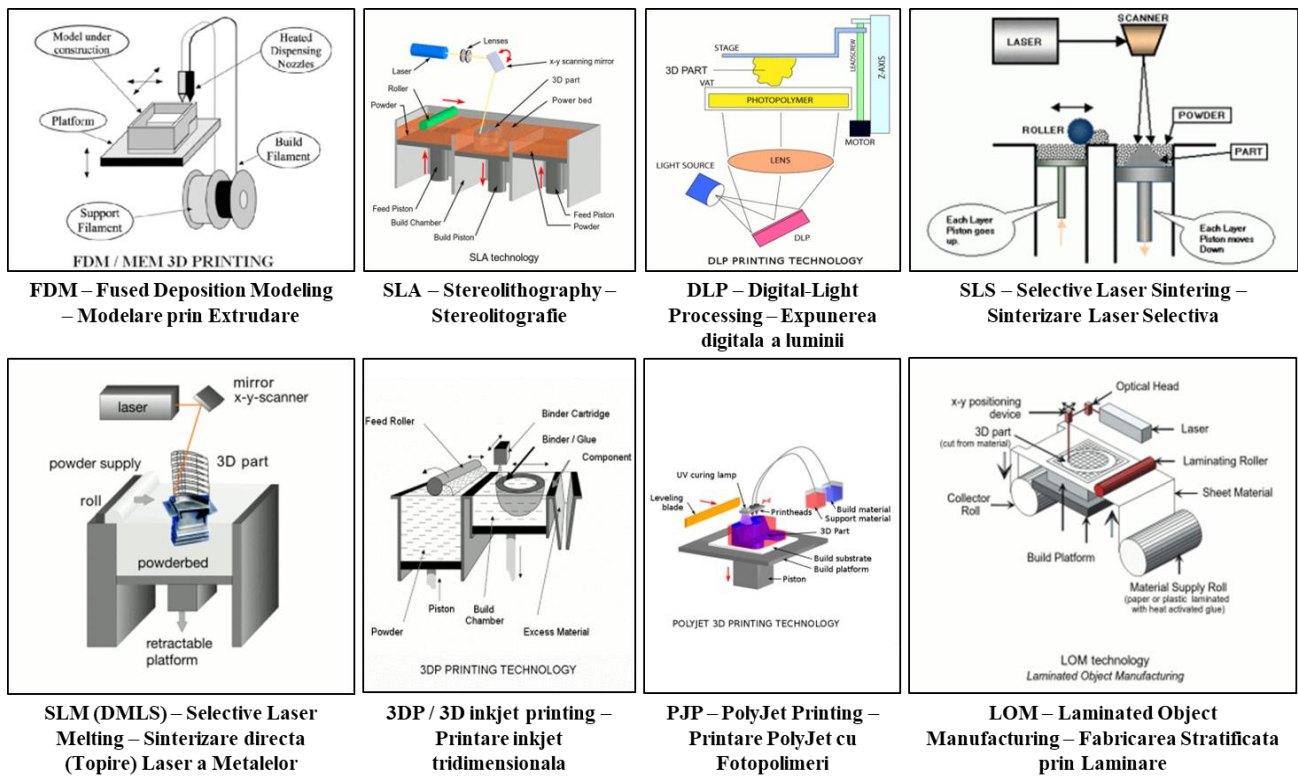 Model under
construction
Heated
Dispensing
Nozzles
Platform
Build
Filament
Support
Filament
FDM / MEM 3D PRINTING
FDM – Fused Deposition Modeling
– Modelare prin Extrudare
Lenses
Laser
x-y scanning mirror
Roller
3D part
Powder
Power bed
Feed Piston
Build Chamber
Build Piston
Feed Piston
Powder
SLA technology
SLA – Stereolithography –
Stereolitografie
STAGE
3D PART
VAT
PHOTOPOLYMER
LEADSCREW
Z-AXIS
MOTOR
LENS
LIGHT SOURCE
DLP
DLP PRINTING TECHNOLOGY
DLP – Digital-Light
Processing – Expunerea
digitala a luminii
SCANNER
LASER
ROLLER
POWDER
PART
Each Layer
Piston goes
up.
Each Layer
Piston moves
Down
SLS – Selective Laser Sintering –
Sinterizare Laser Selectiva
mirror
x-y-scanner
laser
3D part
powder supply
roll
powderbed
retractable
platform
SLM (DMLS) – Selective Laser
Melting – Sinterizare directa
(Topire) Laser a Metalelor
Feed Roller
Binder Cartridge
Binder / Glue
Component
Piston
Build
Chamber
Powder
Excess Material
3DP PRINTING TECHNOLOGY
3DP / 3D inkjet printing –
Printare inkjet
tridimensionala
UV curing lamp
Leveling
blade
Printheads
Build material
Support material
3D Part
Build substrate
Build platform
Piston
POLYJET 3D PRINTING TECHNOLOGY
PJP – PolyJet Printing –
Printare PolyJet cu
Fotopolimeri
Optical Head
x-y positioning
device
3D part
(cut from material)
Laser
Laminating Roller
Sheet Material
Collector
Roll
Build Platform
Material Supply Roll
(paper or plastic laminated
with heat activated glue)
LOM technology
Laminated Object Manufacturing
LOM – Laminated Object
Manufacturing – Fabricarea Stratificata
prin Laminare